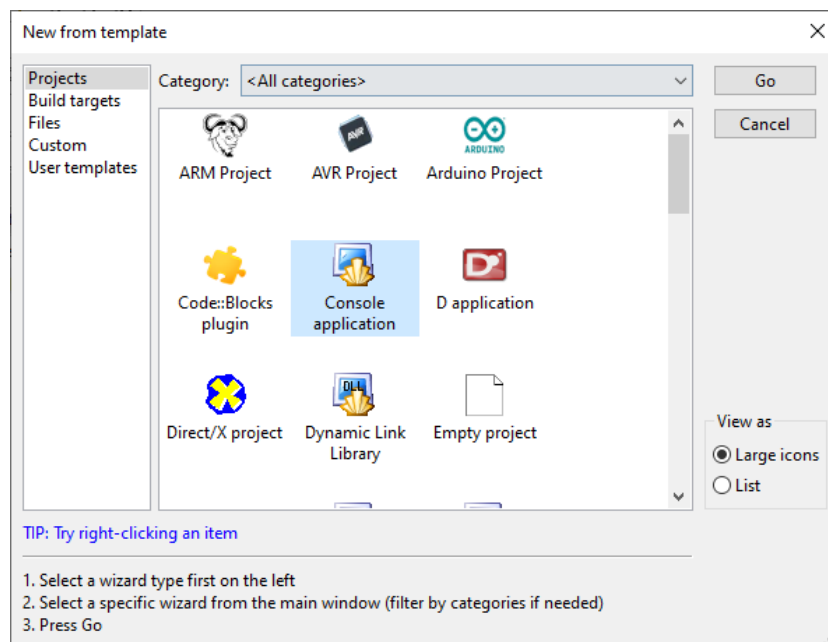 New from template
Projects
Build targets
Files
Custom
User templates
Category: <All categories>
Go
Cancel
ARM Project
AVR
AVR Project
ARDUINO
Arduino Project
Code::Blocks
plugin
Console
application
D
D application
Direct/X project
DLL
Dynamic Link
Library
Empty project
View as
Large icons
List
TIP: Try right-clicking an item
1. Select a wizard type first on the left
2. Select a specific wizard from the main window (filter by categories if needed)
3. Press Go